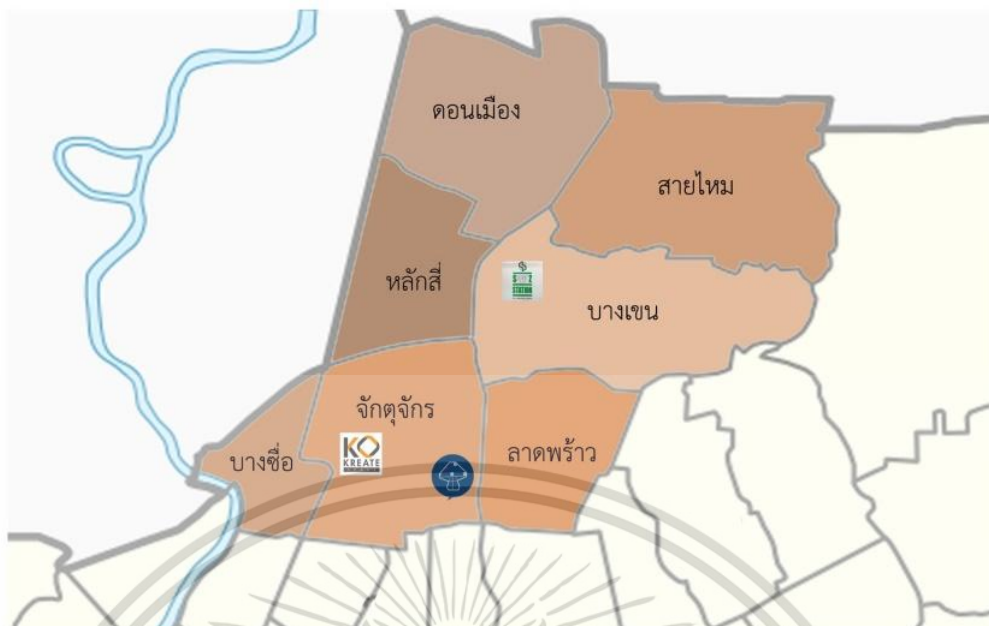 ดอนเมือง
สายไหม
หลักสี่
บางเขน
STATION
จักตุจักร
KO
KREATE
บางซื่อ
ลาดพร้าว